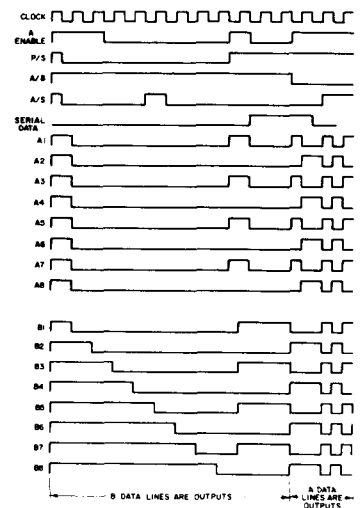 CLOCK
A
ENABLE
P/S
A/B
A/S
SERIAL
DATA
A1
A2
A3
A4
A5
A6
A7
A8
B1
B2
B3
B4
B5
B6
B7
B8
B DATA LINES ARE OUTPUTS
A DATA
LINES ARE
OUTPUTS